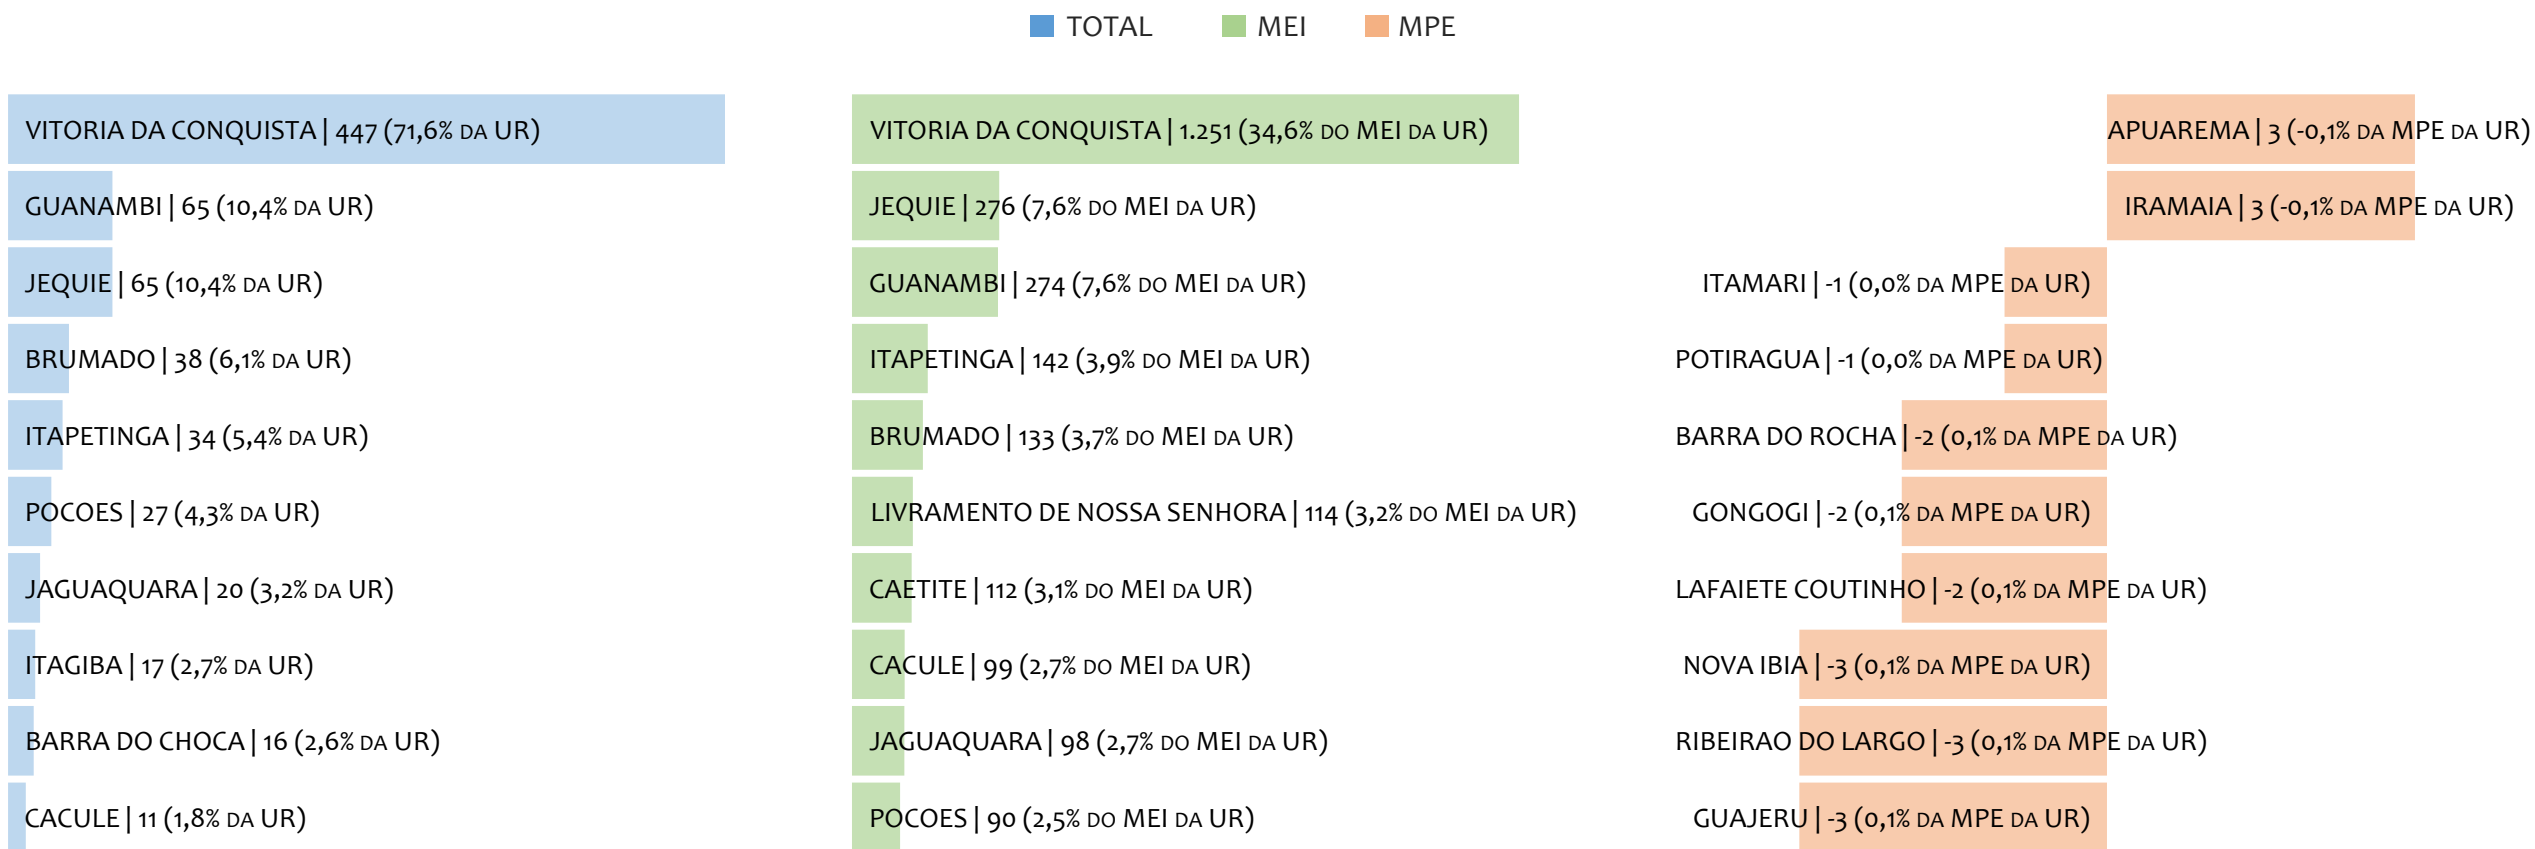 TOTAL MEI MPE
VITORIA DA CONQUISTA | 447 (71,6% DA UR)
GUANAMBI | 65 (10,4% DA UR)
JEQUIE | 65 (10,4% DA UR)
BRUMADO | 38 (6,1% DA UR)
ITAPETINGA | 34 (5,4% DA UR)
POCOES | 27 (4,3% DA UR)
JAGUAQUARA | 20 (3,2% DA UR)
ITAGIBA | 17 (2,7% DA UR)
BARRA DO CHOCA | 16 (2,6% DA UR)
CACULE | 11 (1,8% DA UR)
VITORIA DA CONQUISTA | 1.251 (34,6% DO MEI DA UR)
JEQUIE | 276 (7,6% DO MEI DA UR)
GUANAMBI | 274 (7,6% DO MEI DA UR)
ITAPETINGA | 142 (3,9% DO MEI DA UR)
BRUMADO | 133 (3,7% DO MEI DA UR)
LIVRAMENTO DE NOSSA SENHORA | 114 (3,2% DO MEI DA UR)
CAETITE | 112 (3,1% DO MEI DA UR)
CACULE | 99 (2,7% DO MEI DA UR)
JAGUAQUARA | 98 (2,7% DO MEI DA UR)
POCOES | 90 (2,5% DO MEI DA UR)
APUAREMA | 3 (-0,1% DA MPE DA UR)
IRAMAIA | 3 (-0,1% DA MPE DA UR)
ITAMARI | -1 (0,0% DA MPE DA UR)
POTIRAGUA | -1 (0,0% DA MPE DA UR)
BARRA DO ROCHA | -2 (0,1% DA MPE DA UR)
GONGOGI | -2 (0,1% DA MPE DA UR)
LAFAIETE COUTINHO | -2 (0,1% DA MPE DA UR)
NOVA IBIA | -3 (0,1% DA MPE DA UR)
RIBEIRAO DO LARGO | -3 (0,1% DA MPE DA UR)
GUAJERU | -3 (0,1% DA MPE DA UR)